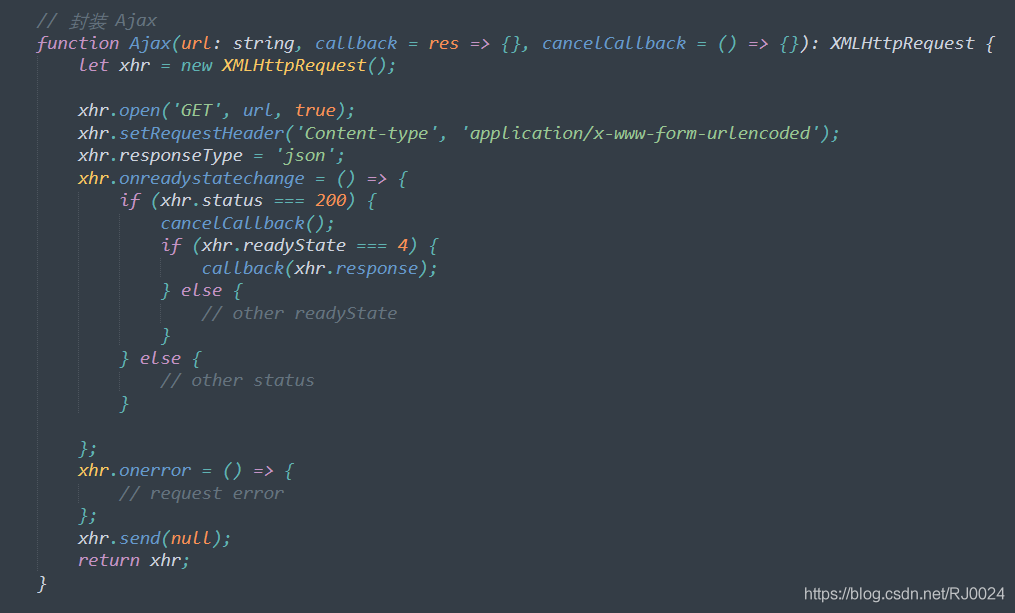 // 封装 Ajax
function Ajax(url: string, callback = res => {}, cancelCallback = () => {}): XMLHttpRequest {
    let xhr = new XMLHttpRequest();

    xhr.open('GET', url, true);
    xhr.setRequestHeader('Content-type', 'application/x-www-form-urlencoded');
    xhr.responseType = 'json';
    xhr.onreadystatechange = () => {
        if (xhr.status === 200) {
            cancelCallback();
            if (xhr.readyState === 4) {
                callback(xhr.response);
            } else {
                // other readyState
            }
        } else {
            // other status
        }

    };
    xhr.onerror = () => {
        // request error
    };
    xhr.send(null);
    return xhr;
}
https://blog.csdn.net/RJ0024